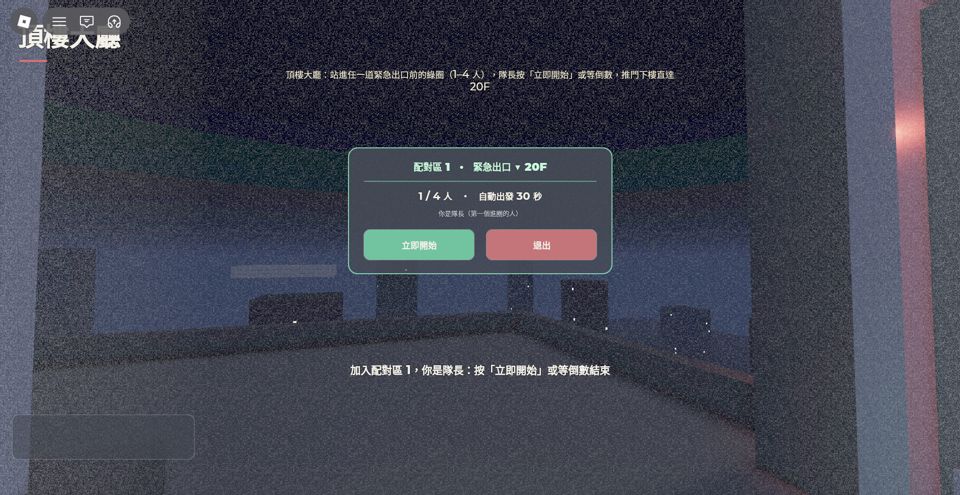 頂樓大廳
頂樓大廳：站進任一道緊急出口前的綠圈（1–4 人），隊長按「立即開始」或等倒數，推門下樓直達
20F
配對區 1 • 緊急出口 ▼ 20F
1 / 4 人 • 自動出發 30 秒
你是隊長（第一個進圈的人）
立即開始
退出
加入配對區 1，你是隊長：按「立即開始」或等倒數結束